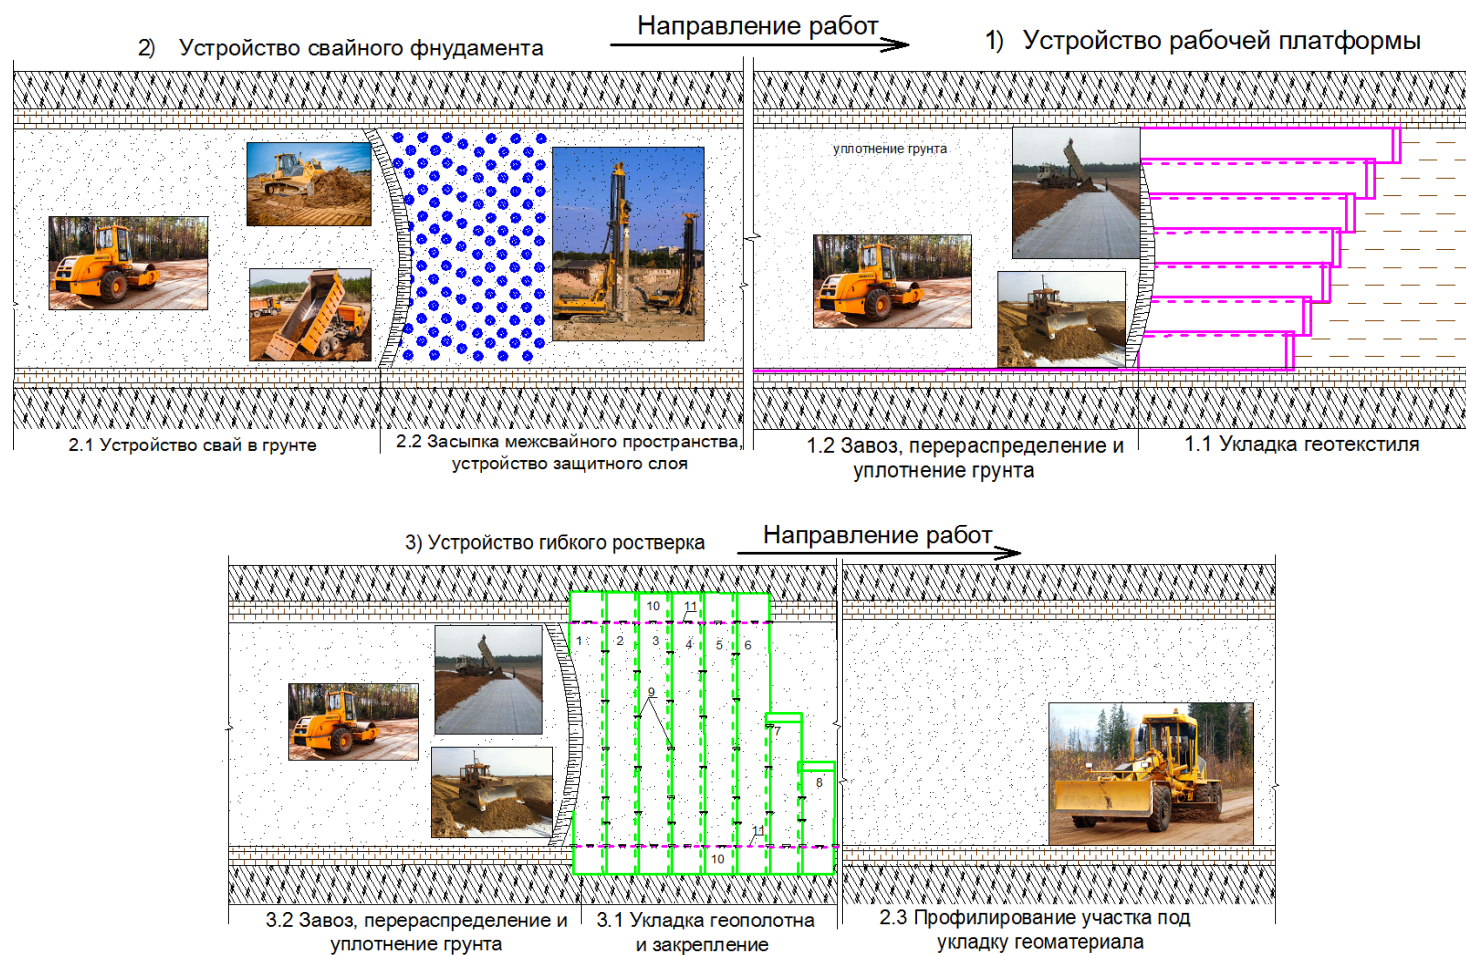 Направление работ
2) Устройство свайного фнудамента
1) Устройство рабочей платформы
уплотнение грунта
2.1 Устройство свай в грунте
2.2 Засыпка межсвайного пространства,
устройство защитного слоя
1.2 Завоз, перераспределение и
уплотнение грунта
1.1 Укладка геотекстиля
Направление работ
3) Устройство гибкого ростверка
10
11
1
2
3
4
5
6
9
7
8
11
10
3.2 Завоз, перераспределение и
уплотнение грунта
3.1 Укладка геополотна
и закрепление
2.3 Профилирование участка под
укладку геоматериала